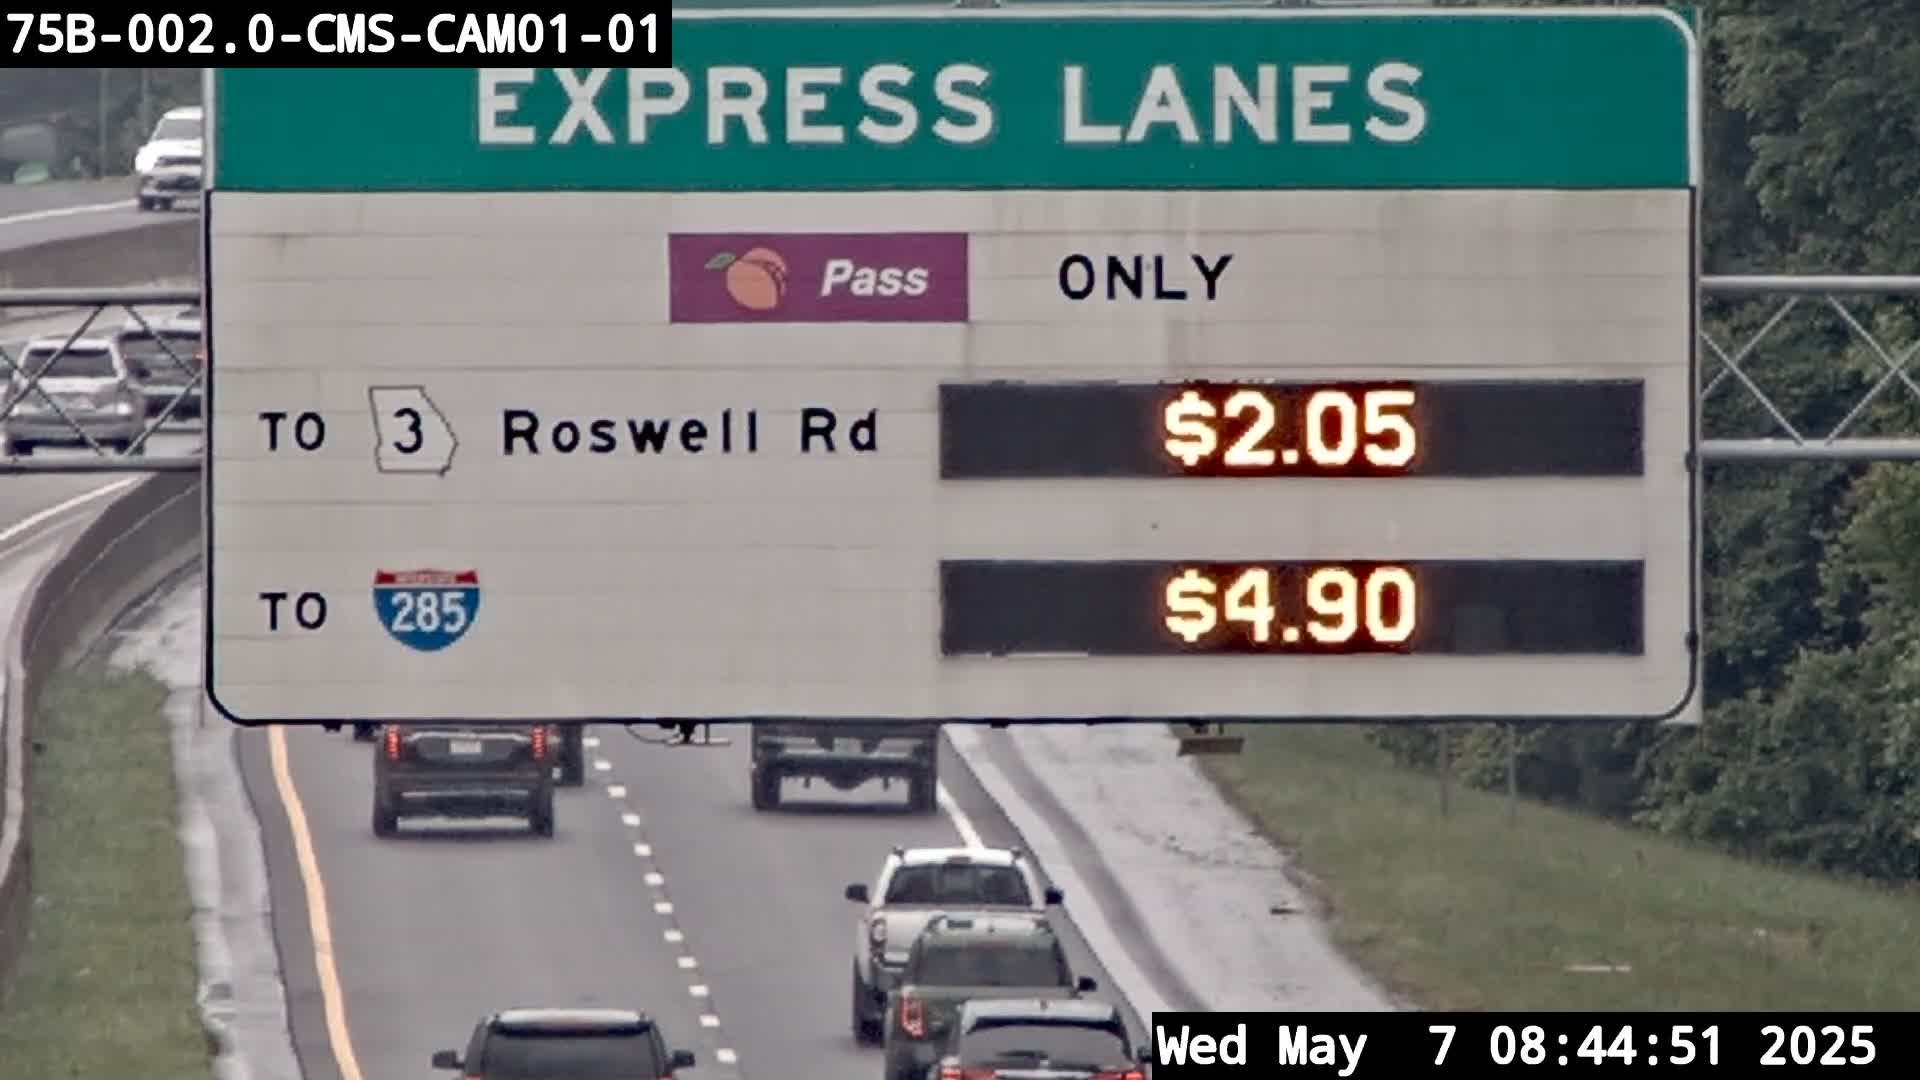 75B-002.0-CMS-CAM01-01
EXPRESS LANES
Pass ONLY
TO 3 Roswell Rd $2.05
TO 285 $4.90
Wed May 7 08:44:51 2025